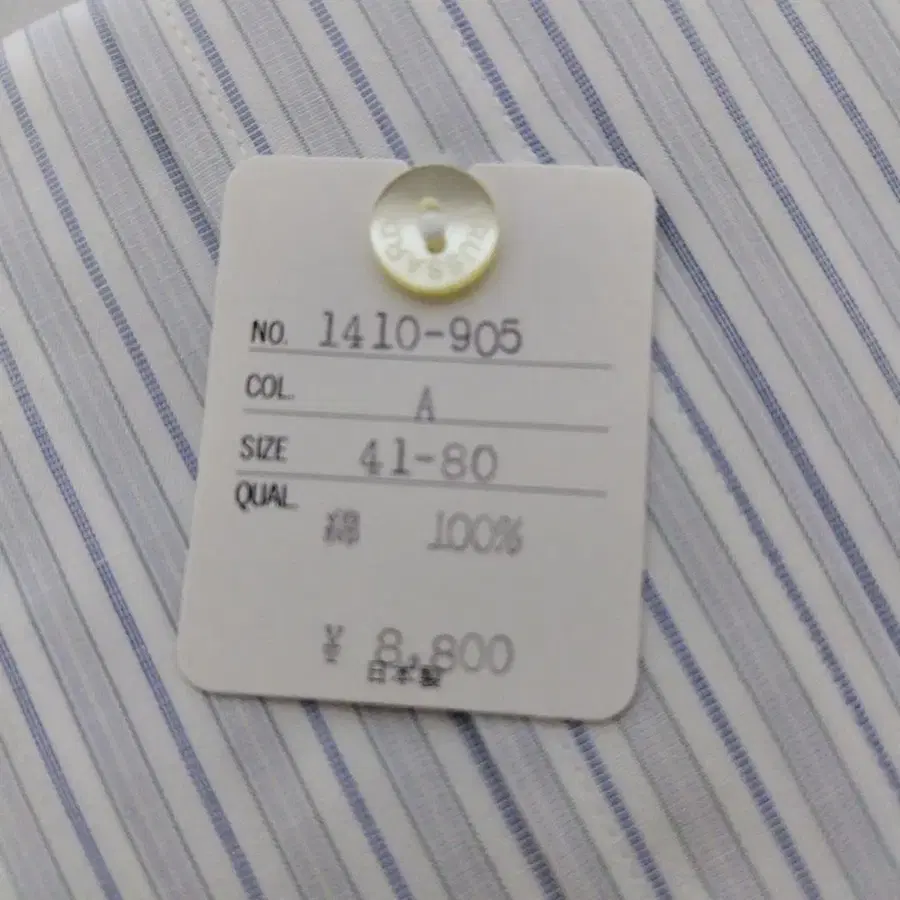 NO. 1410-905
COL. A
SIZE 41-80
QUAL.
綿 100%
¥ 8,800
日本製